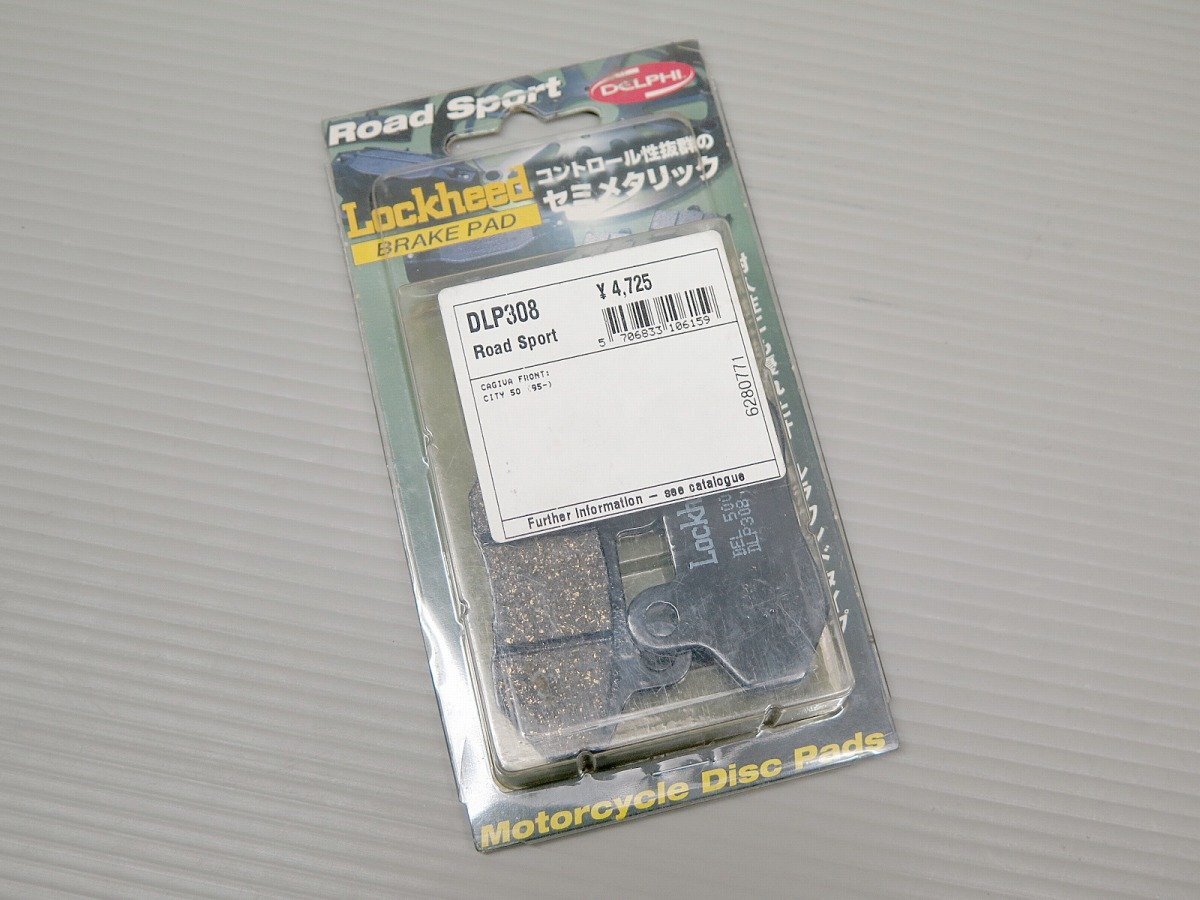 Road Sport
DELPHI
Lockheed
BRAKE PAD
コントロール性抜群の
セミメタリック
DLP308
¥ 4,725
Road Sport
5 706833 106159
CAGIVA FRONT:
CITY 50 (95-)
6280771
Further Information – see catalogue
DEL
DLP308
Motorcycle Disc Pads